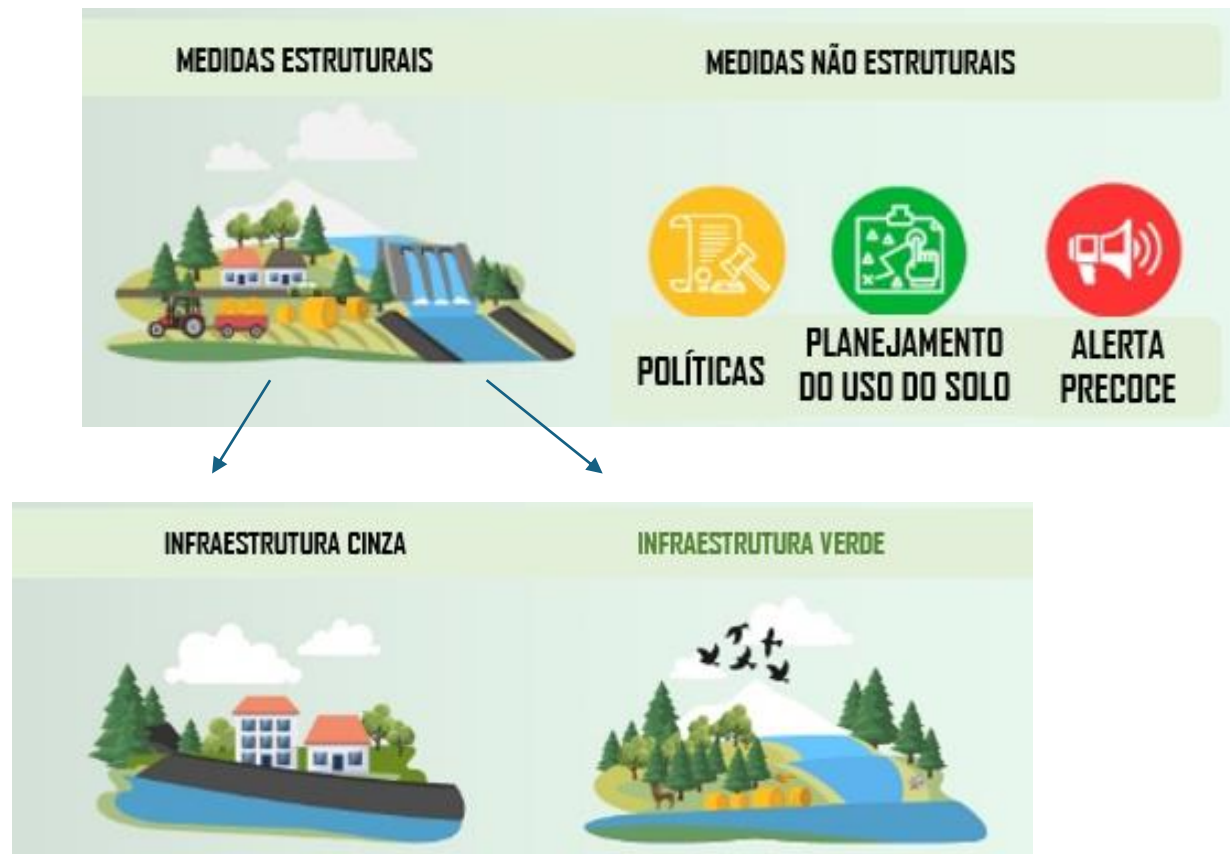 MEDIDAS ESTRUTURAIS
MEDIDAS NÃO ESTRUTURAIS
POLÍTICAS
PLANEJAMENTO
DO USO DO SOLO
ALERTA
PRECOCE
INFRAESTRUTURA CINZA
INFRAESTRUTURA VERDE